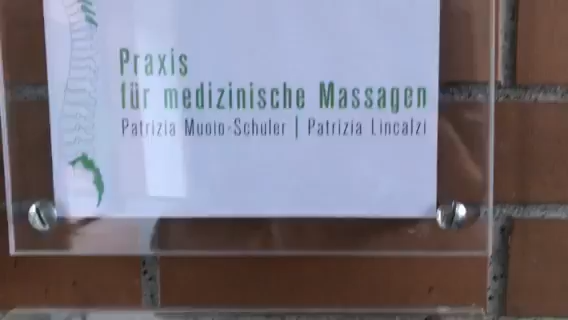 Praxis
für medizinische Massagen
Patrizia Muoio-Schuler | Patrizia Lincalzi